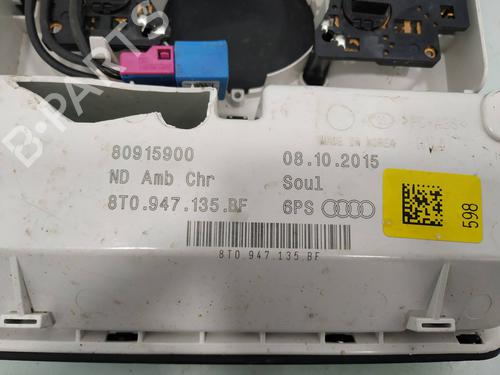 MADE IN KOREA
80915900
08.10.2015
ND Amb Chr
Soul
8T0.947.135.BF
6PS
598
8T0 947 135 BF
B-PARTS